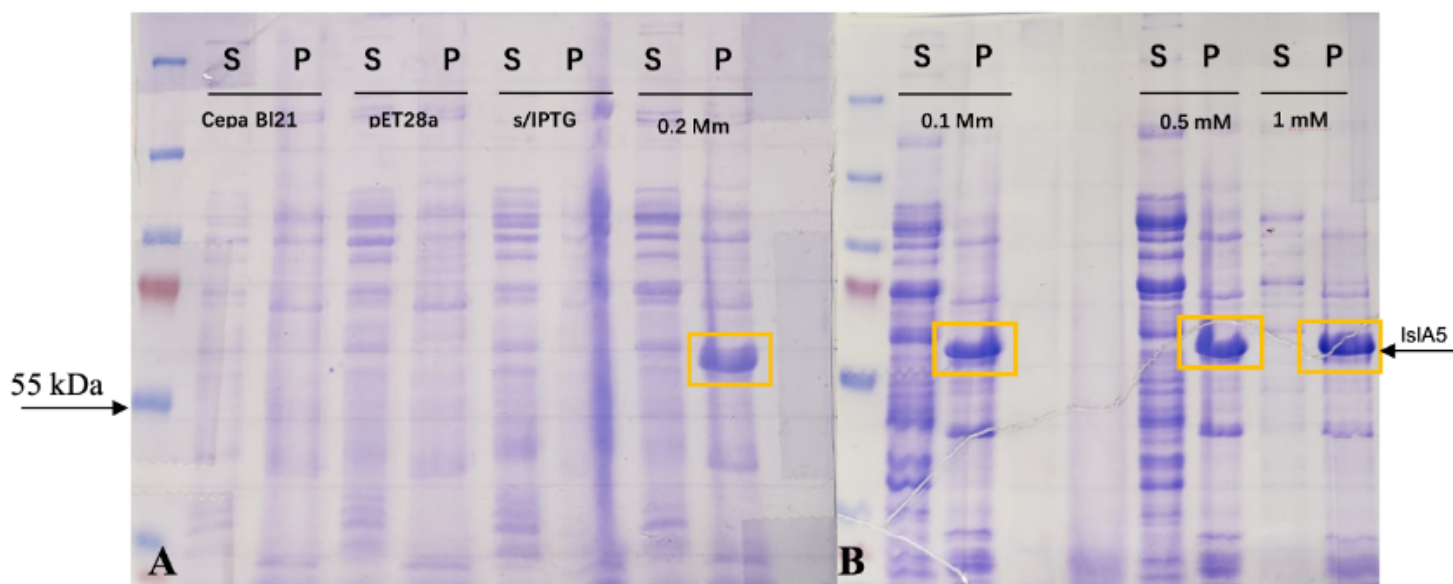 S P S P S P S P
Cepa Bl21 pET28a s/IPTG 0.2 Mm
55 kDa
A
S P S P S P
0.1 Mm 0.5 mM 1 mM
IslA5
B